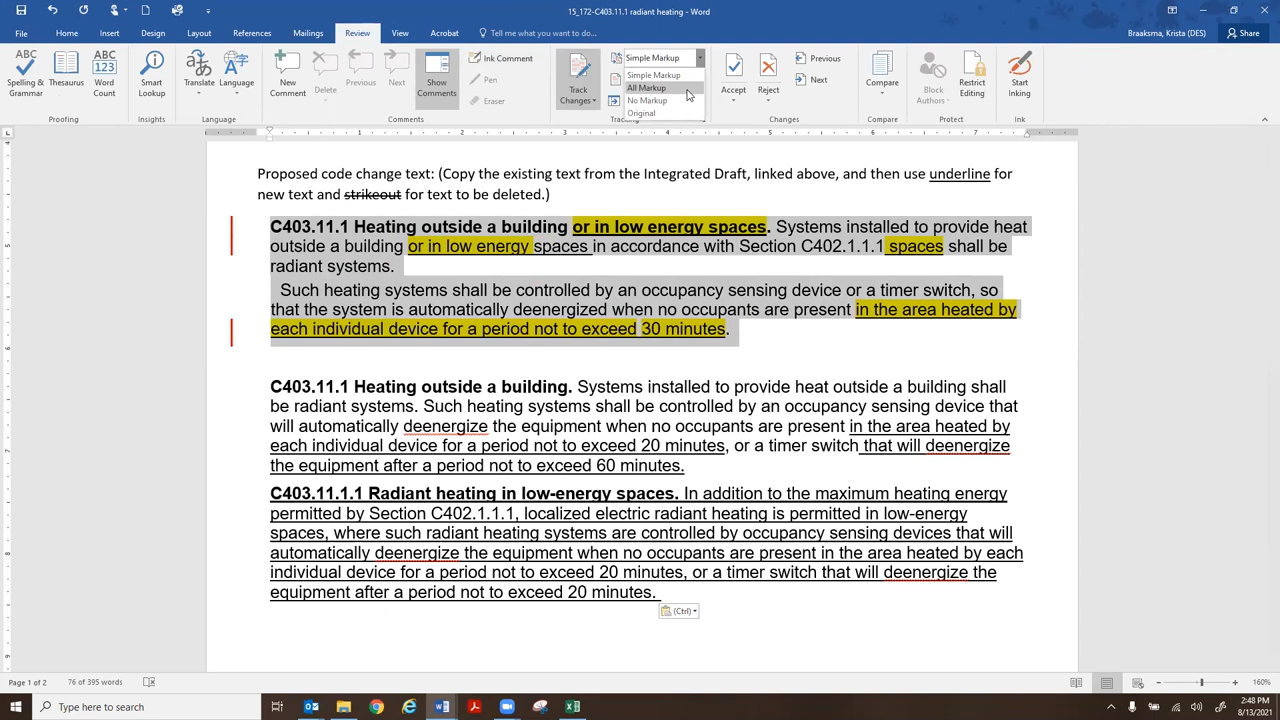 15_172-C403.11.1 radiant heating - Word
Braaksma, Krista (DES)
File Home Insert Draw Design Layout References Mailings Review View Acrobat Tell me what you want to do... Share
Spelling & Grammar
Thesaurus
Word Count
Proofing
Smart Lookup
Insights
Translate
Language
Language
New Comment
Delete
Previous
Next
Show Comments
Ink Comment
Pen
Eraser
Comments
Track Changes
Simple Markup
Simple Markup
All Markup
No Markup
Original
Accept
Reject
Previous
Next
Changes
Compare
Compare
Block Authors
Restrict Editing
Protect
Start Inking
Ink
Proposed code change text: (Copy the existing text from the Integrated Draft, linked above, and then use underline for
new text and strikeout for text to be deleted.)
C403.11.1 Heating outside a building or in low energy spaces. Systems installed to provide heat
outside a building or in low energy spaces in accordance with Section C402.1.1.1 spaces shall be
radiant systems.
Such heating systems shall be controlled by an occupancy sensing device or a timer switch, so
that the system is automatically deenergized when no occupants are present in the area heated by
each individual device for a period not to exceed 30 minutes.
C403.11.1 Heating outside a building. Systems installed to provide heat outside a building shall
be radiant systems. Such heating systems shall be controlled by an occupancy sensing device that
will automatically deenergize the equipment when no occupants are present in the area heated by
each individual device for a period not to exceed 20 minutes, or a timer switch that will deenergize
the equipment after a period not to exceed 60 minutes.
C403.11.1.1 Radiant heating in low-energy spaces. In addition to the maximum heating energy
permitted by Section C402.1.1.1, localized electric radiant heating is permitted in low-energy
spaces, where such radiant heating systems are controlled by occupancy sensing devices that will
automatically deenergize the equipment when no occupants are present in the area heated by each
individual device for a period not to exceed 20 minutes, or a timer switch that will deenergize the
equipment after a period not to exceed 20 minutes.
(Ctrl)
Page 1 of 2 76 of 395 words
160%
Type here to search
2:48 PM
8/13/2021